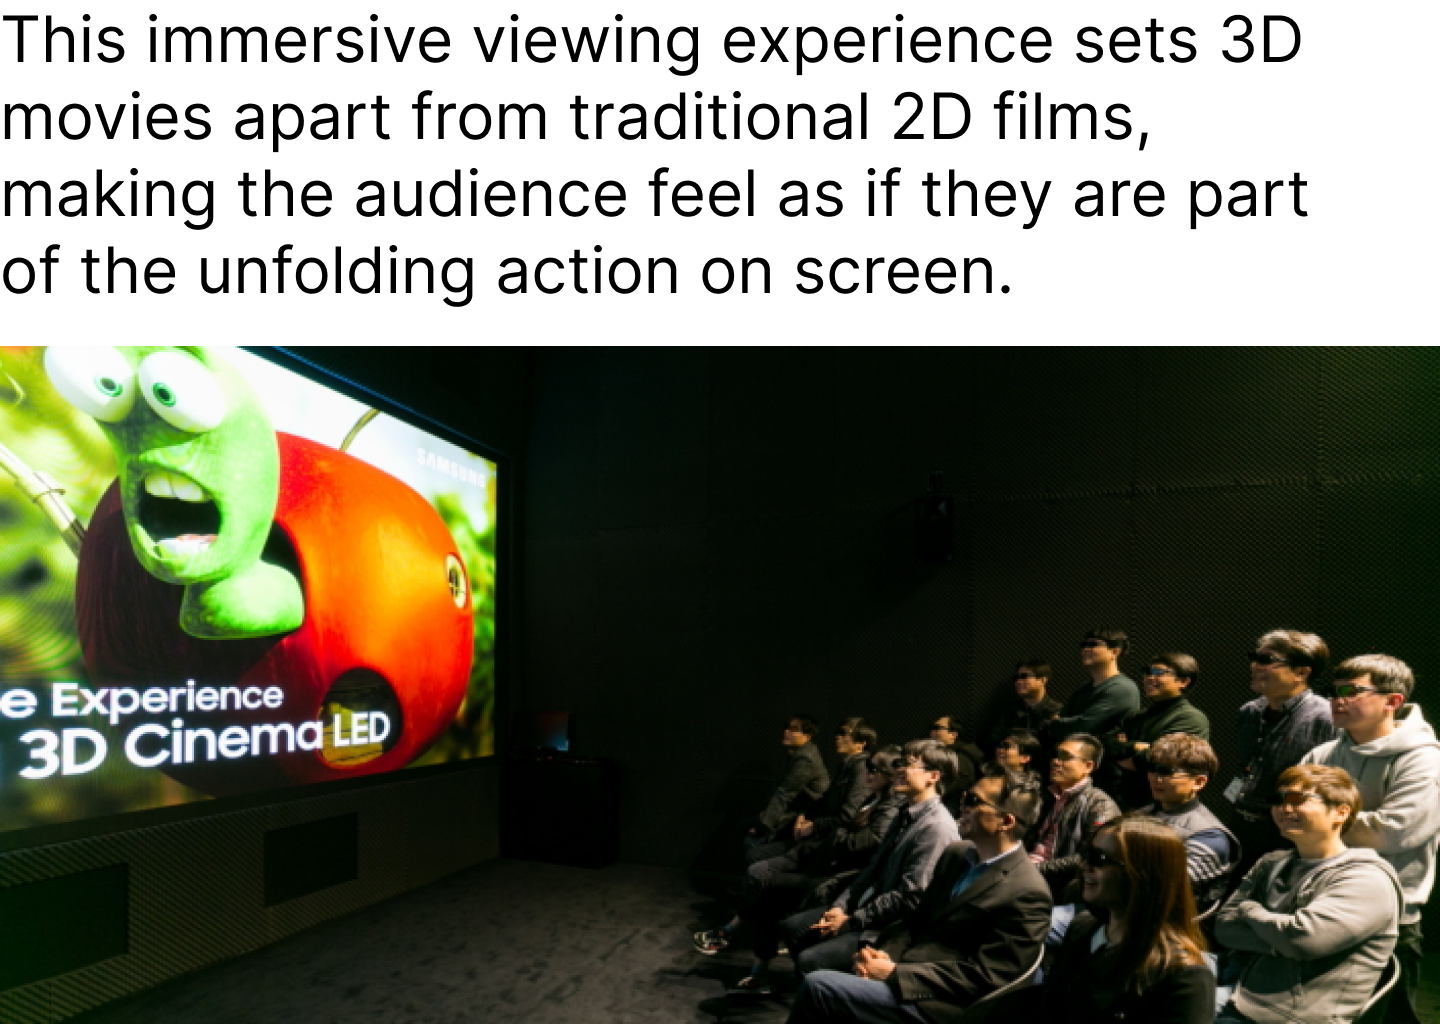 This immersive viewing experience sets 3D
movies apart from traditional 2D films,
making the audience feel as if they are part
of the unfolding action on screen.
SAMSUNG
e Experience
3D Cinema LED